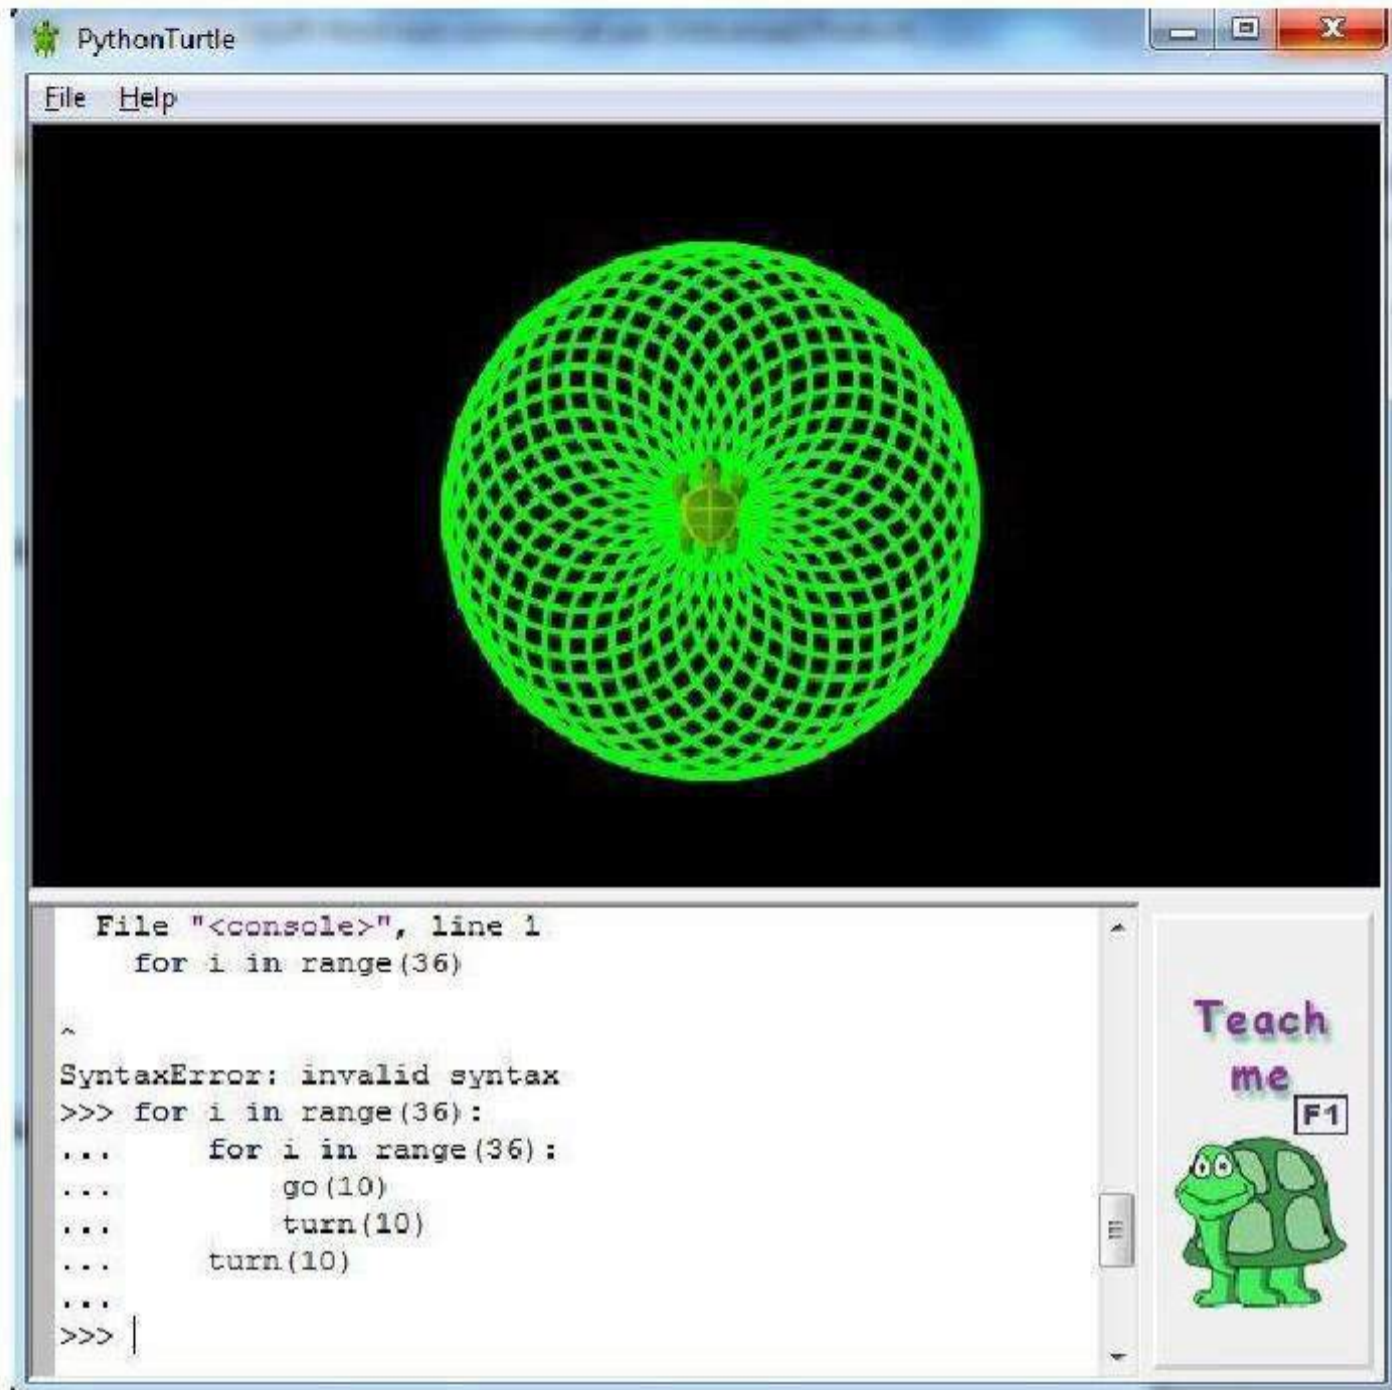 PythonTurtle
File Help
File "<console>", line 1
for i in range(36)
^
SyntaxError: invalid syntax
>>> for i in range(36):
...     for i in range(36):
...         go(10)
...         turn(10)
...     turn(10)
...
>>>
Teach
me
F1